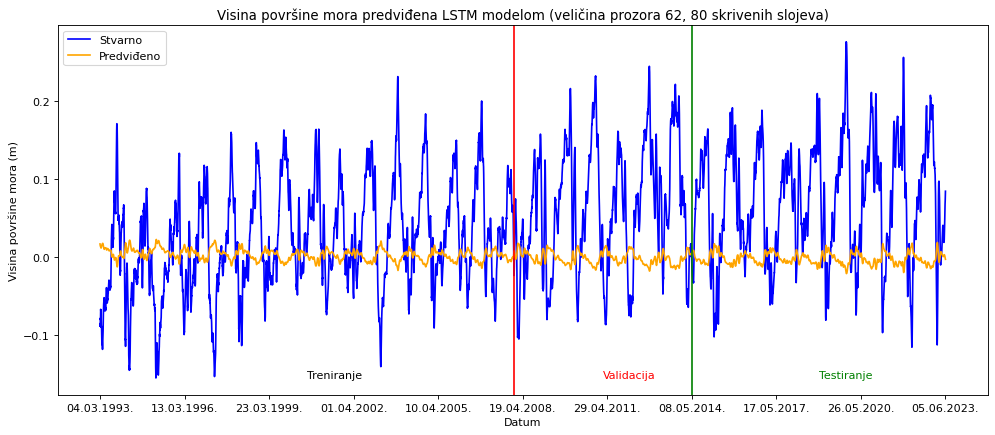 Visina površine mora predviđena LSTM modelom (veličina prozora 62, 80 skrivenih slojeva)
Stvarno
Predviđeno
Visina površine mora (m)
0.2
0.1
0.0
−0.1
Treniranje
Validacija
Testiranje
04.03.1993.
13.03.1996.
23.03.1999.
01.04.2002.
10.04.2005.
19.04.2008.
29.04.2011.
08.05.2014.
17.05.2017.
26.05.2020.
05.06.2023.
Datum